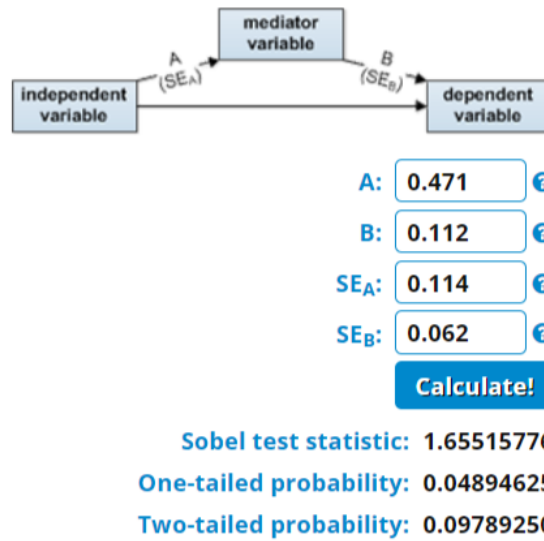 mediator
variable
A
(SEA)
B
(SEB)
independent
variable
dependent
variable
A: 0.471
B: 0.112
SEA: 0.114
SEB: 0.062
Calculate!
Sobel test statistic: 1.6551577
One-tailed probability: 0.0489462
Two-tailed probability: 0.0978925